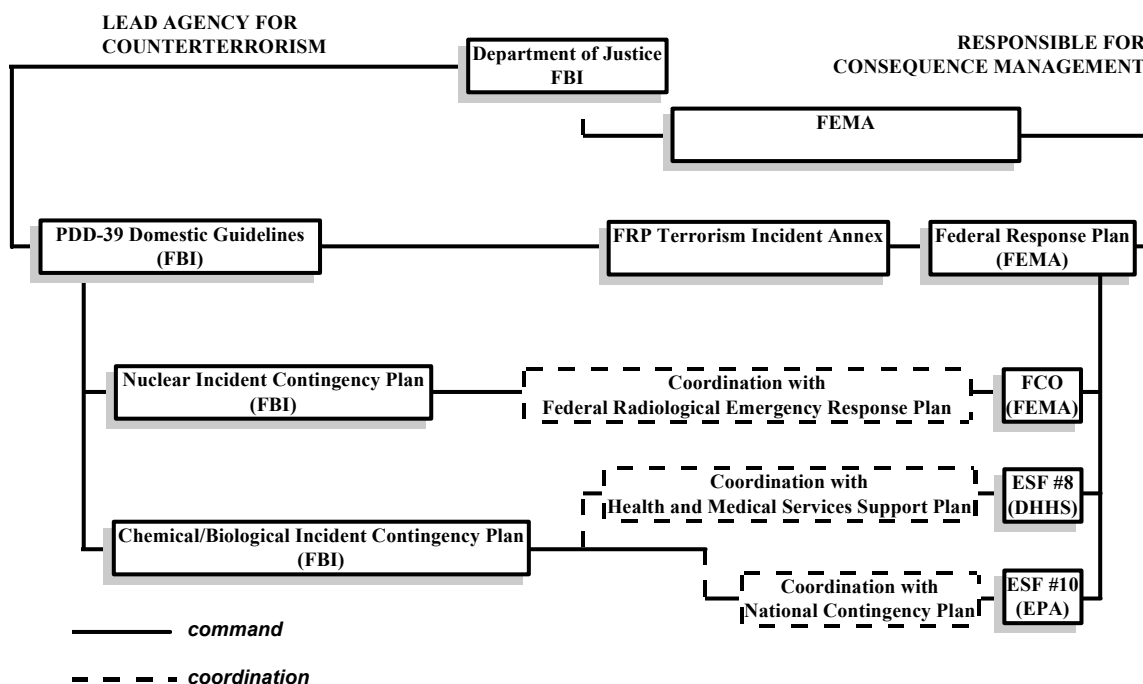 LEAD AGENCY FOR
COUNTERTERRORISM
Department of Justice
FBI
RESPONSIBLE FOR
CONSEQUENCE MANAGEMENT
FEMA
PDD-39 Domestic Guidelines
(FBI)
FRP Terrorism Incident Annex
Federal Response Plan
(FEMA)
Nuclear Incident Contingency Plan
(FBI)
Coordination with
Federal Radiological Emergency Response Plan
FCO
(FEMA)
Coordination with
Health and Medical Services Support Plan
ESF #8
(DHHS)
Chemical/Biological Incident Contingency Plan
(FBI)
Coordination with
National Contingency Plan
ESF #10
(EPA)
command
coordination